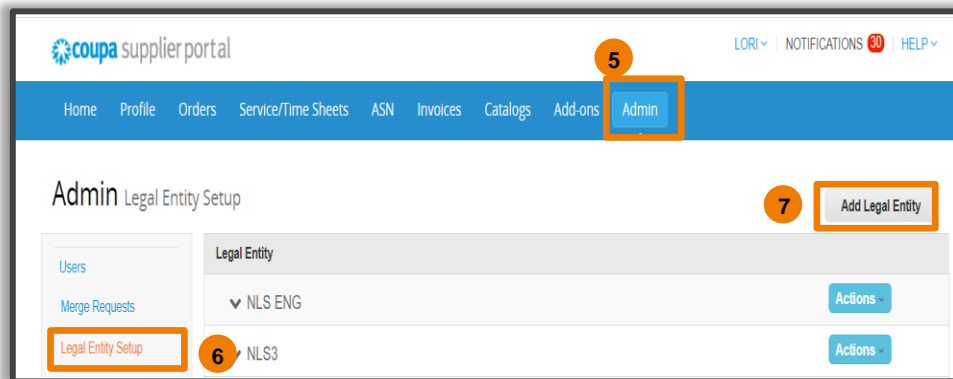 coupa supplier portal LORI NOTIFICATIONS 30 HELP
5
Home Profile Orders Service/Time Sheets ASN Invoices Catalogs Add-ons Admin
Admin Legal Entity Setup
7 Add Legal Entity
Users
Merge Requests
Legal Entity Setup
6
Legal Entity
NLS ENG Actions
NLS3 Actions